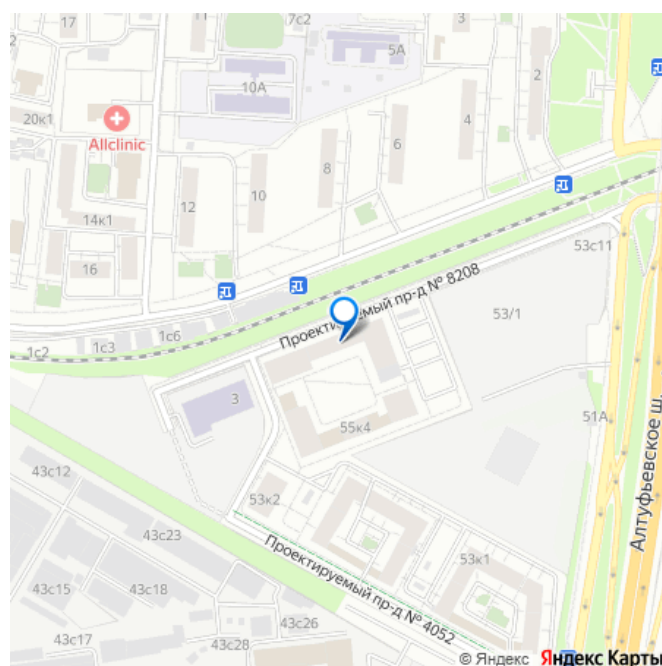 17
11
7с2
3
5А
10А
2
20к1
Allclinic
4
6
8
10
12
14к1
16
53с11
Проектируемый пр-д № 8208
53/1
1с2
1с3
1с6
3
55к4
51А
Алтуфьевское ш.
43с12
53к2
43с23
Проектируемый пр-д № 4052
53к1
43с15
43с18
43с26
43с17
43с28
© Яндекс Яндекс Карты